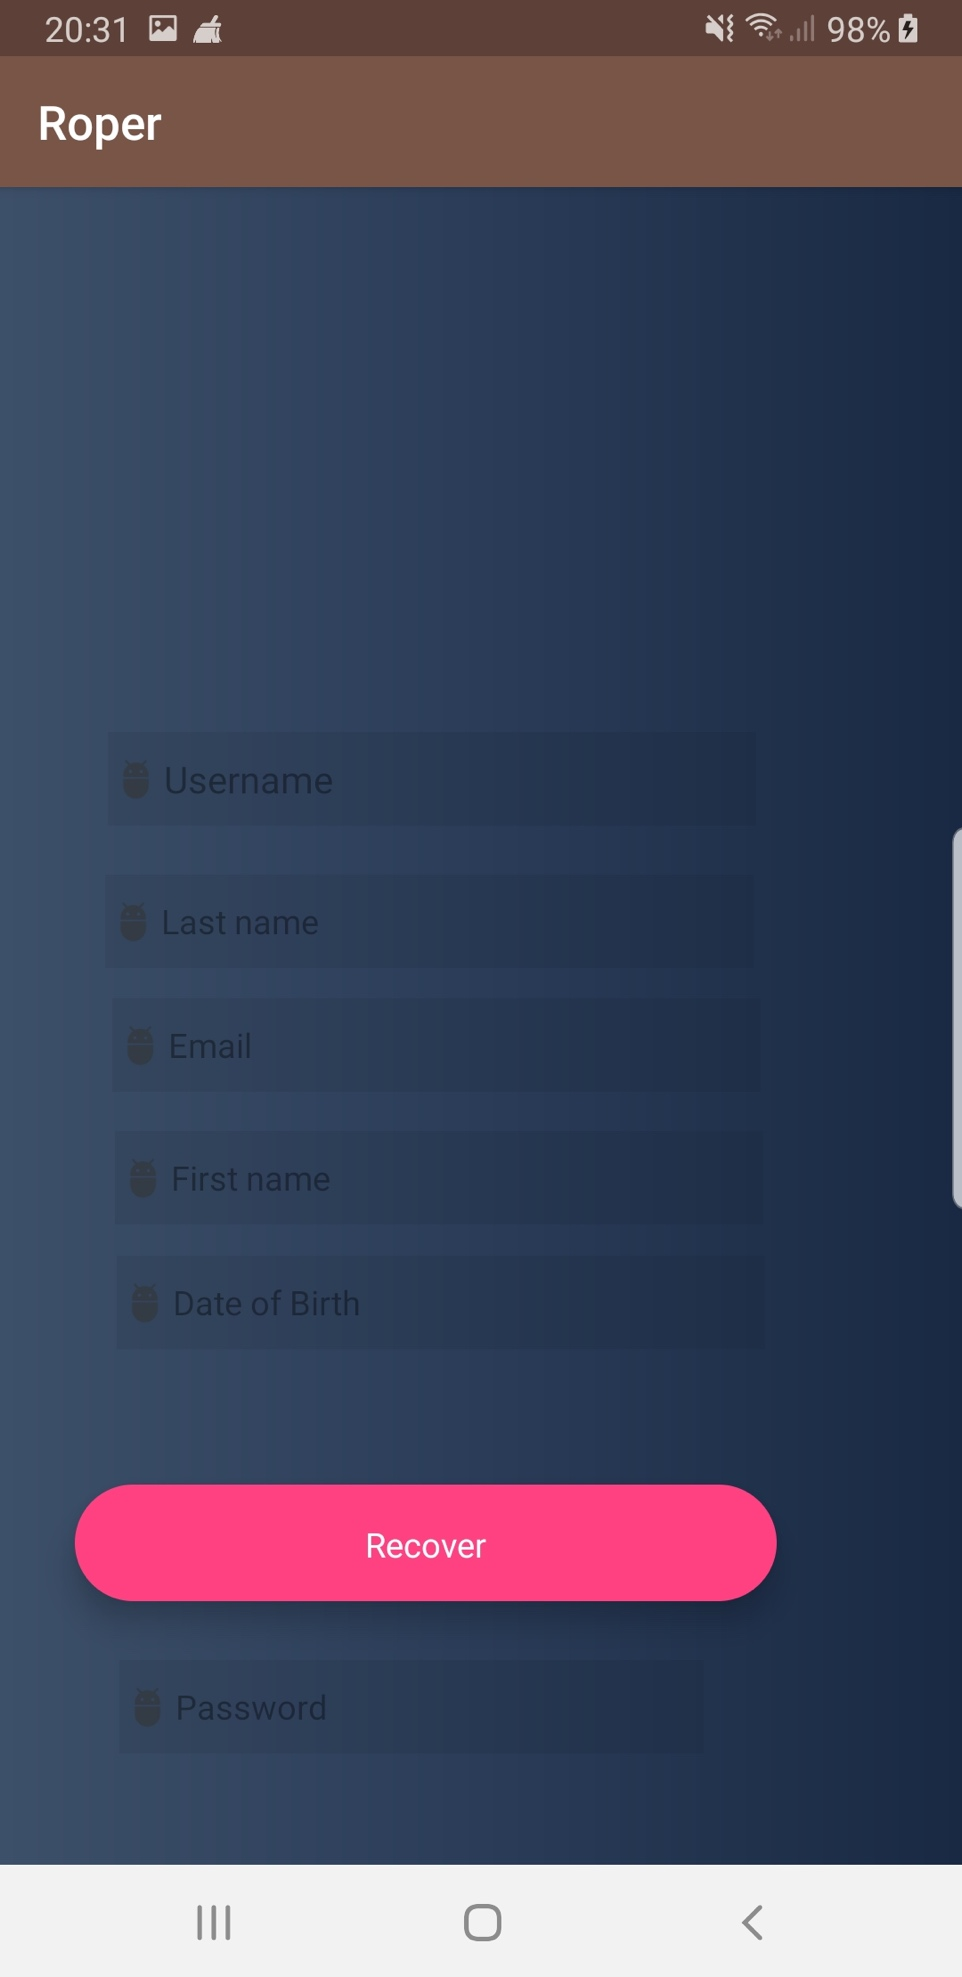 20:31
98%
Roper
Username
Last name
Email
First name
Date of Birth
Recover
Password